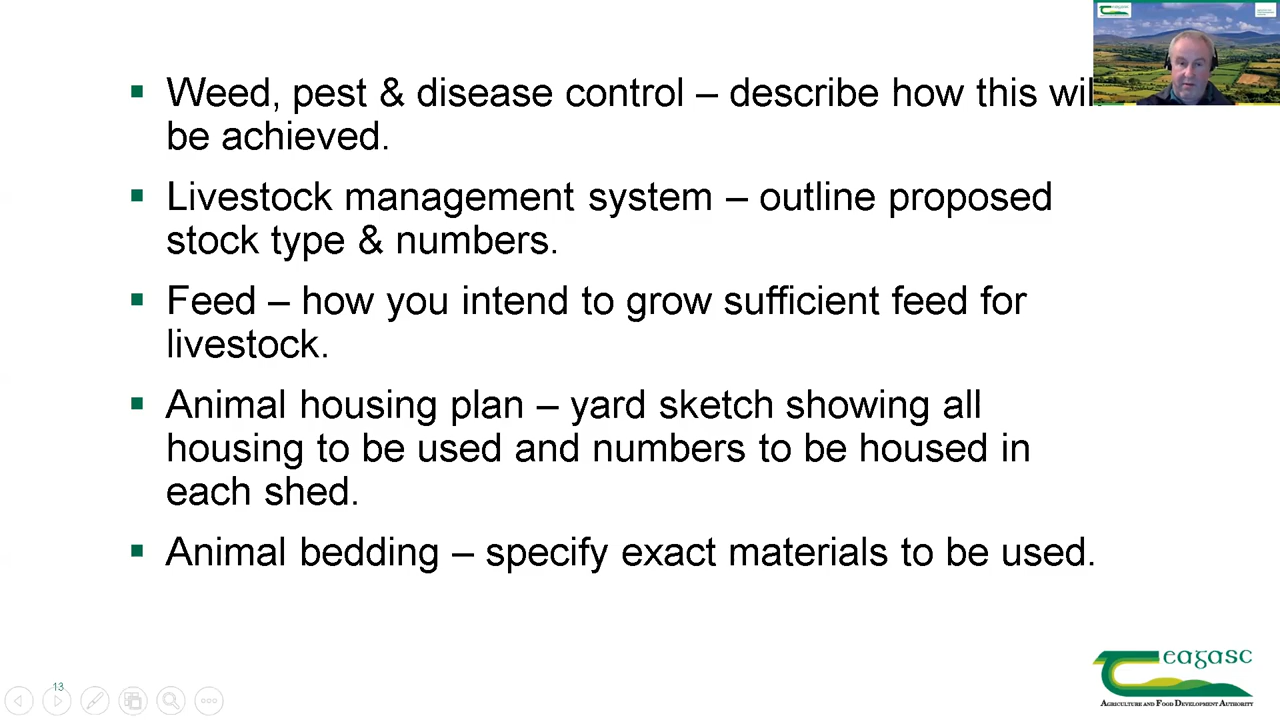 Weed, pest & disease control – describe how this will
be achieved.
Livestock management system – outline proposed
stock type & numbers.
Feed – how you intend to grow sufficient feed for
livestock.
Animal housing plan – yard sketch showing all
housing to be used and numbers to be housed in
each shed.
Animal bedding – specify exact materials to be used.
13
eagasc
AGRICULTURE AND FOOD DEVELOPMENT AUTHORITY